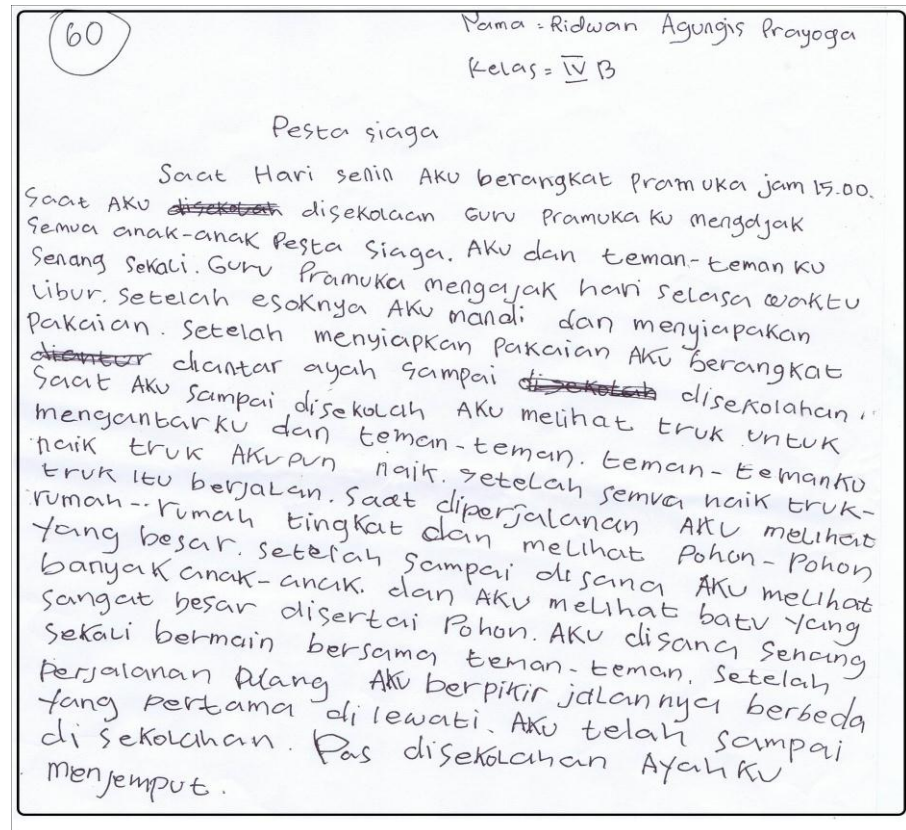 60
Nama = Ridwan Agungis Prayoga
Kelas = IV B
Pesta siaga
Saat Hari senin AKU berangkat Pramuka jam 15.00.
Saat AKU disekolah disekolaan Guru Pramuka Ku mengajak
Semua anak-anak Pesta Siaga. AKU dan teman-teman KU
Senang Sekali. Guru Pramuka mengajak hari selasa waktu
Libur. Setelah esoknya AKU mandi dan menyiapakan
Pakaian. Setelah menyiapkan Pakaian AKU berangkat
diantur diantar ayah sampai disekolah disekolahan.
Saat AKU Sampai disekolah AKU melihat truk untuk
mengantarku dan teman-teman. teman-temanku
naik truk AKUpun naik. Setelah semua naik truk-
truk itu berjalan. Saat diperjalanan AKU melihat
rumah-rumah tingkat dan melihat Pohon-Pohon
Yang besar. Setelah Sampai disana AKU melihat
banyak anak-anak. dan AKU melihat batu Yang
Sangat besar disertai Pohon. AKU disana Senang
Sekali bermain bersama teman-teman. Setelah
Perjalanan Pulang AKU berpikir jalannya berbeda
Yang Pertama dilewati. AKU telah sampai
disekolahan. Pas disekolahan AYahKU
menjemput.